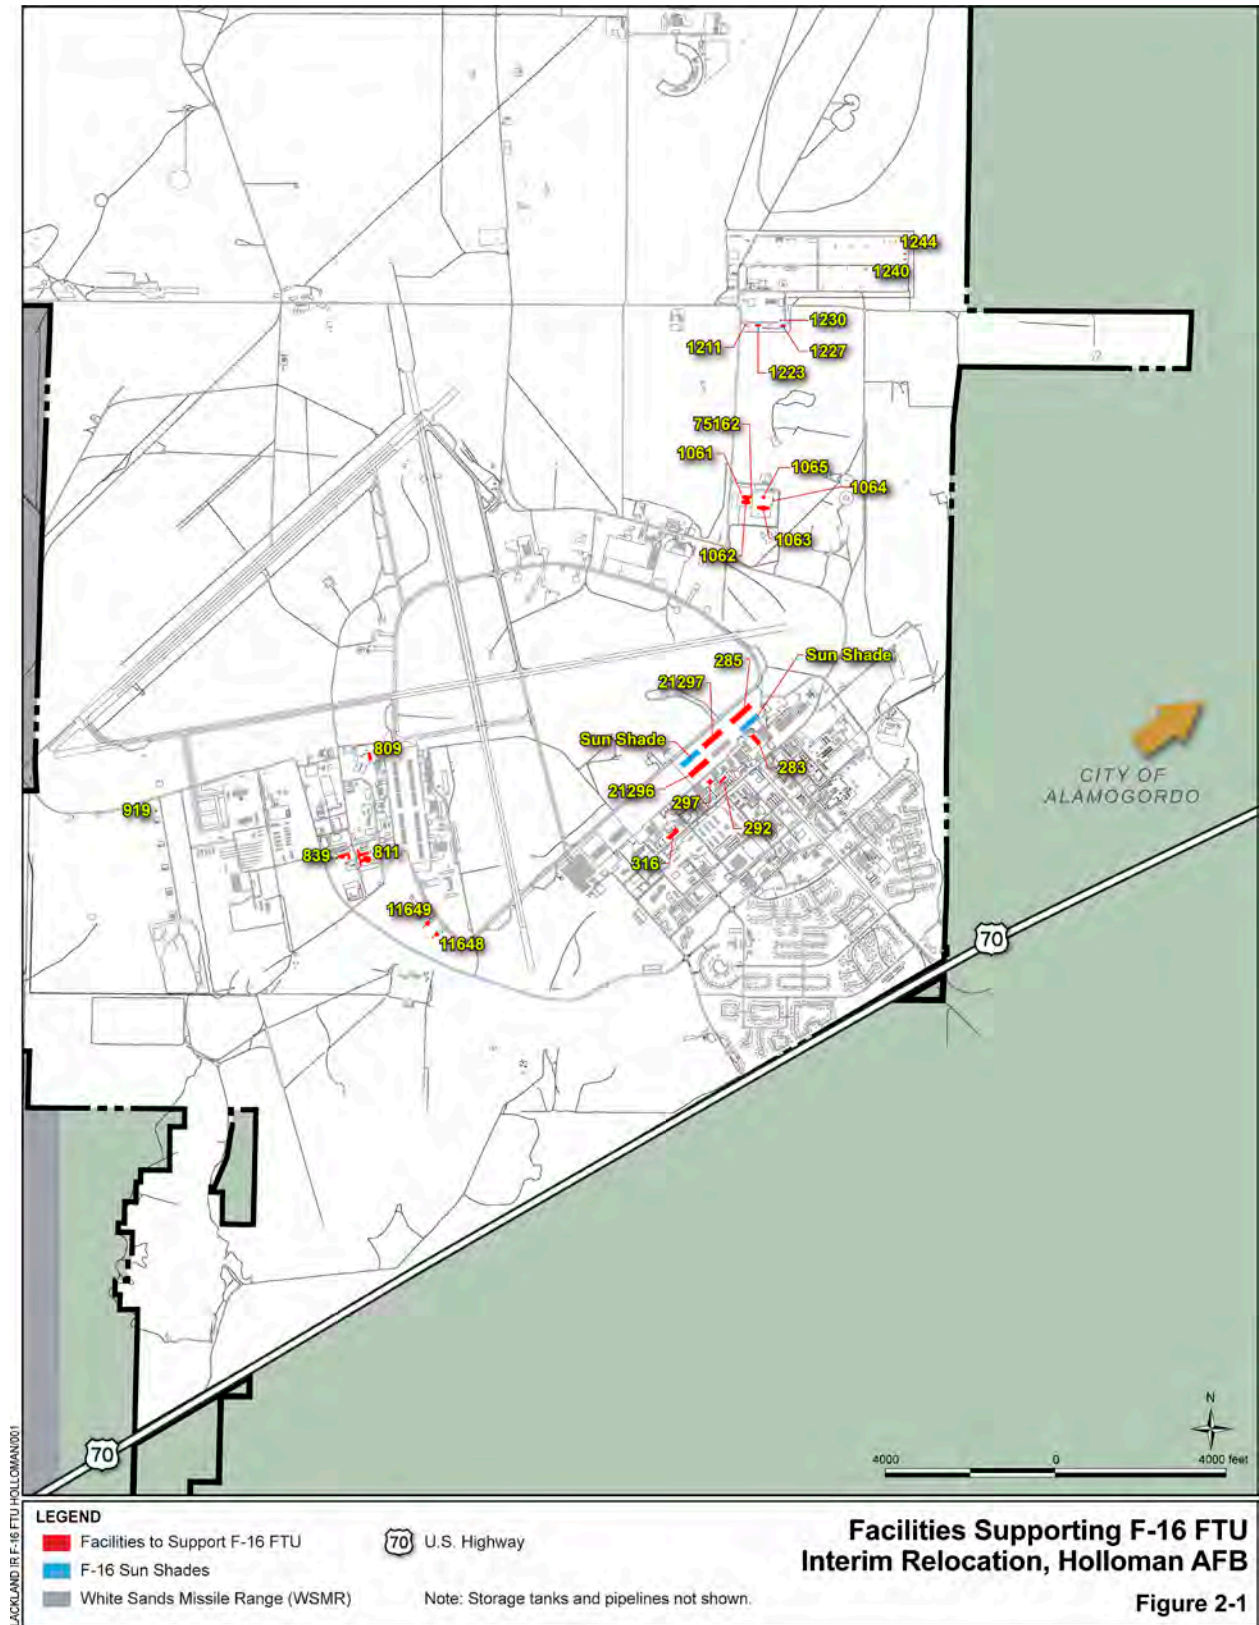 1244
1240
1230
1211
1227
1223
75162
1061
1065
1064
1063
1062
Sun Shade
285
21297
Sun Shade
809
283
21296
297
919
292
839
811
316
11649
11648
CITY OF
ALAMOGORDO
70
70
N
4000
0
4000 feet
LACKLAND IR F-16 FTU HOLLOMAN/001
LEGEND
Facilities to Support F-16 FTU
F-16 Sun Shades
White Sands Missile Range (WSMR)
70 U.S. Highway
Note: Storage tanks and pipelines not shown.
Facilities Supporting F-16 FTU
Interim Relocation, Holloman AFB
Figure 2-1